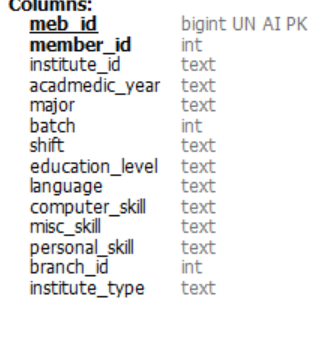 Columns:
meb_id bigint UN AI PK
member_id int
institute_id text
acadmedic_year text
major text
batch int
shift text
education_level text
language text
computer_skill text
misc_skill text
personal_skill text
branch_id int
institute_type text